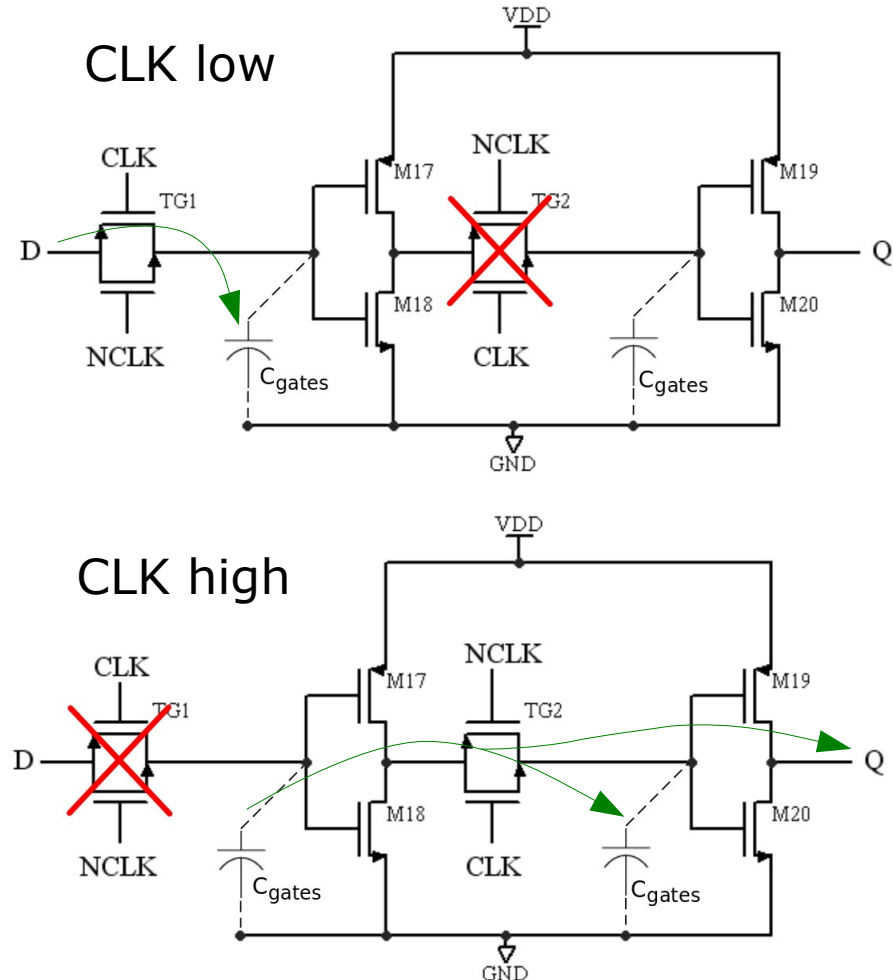 VDD
CLK low
CLK
NCLK
M17
M19
TG1
TG2
D
Q
M18
M20
NCLK
CLK
Cgates
Cgates
GND
VDD
CLK high
CLK
NCLK
M17
M19
TG1
TG2
D
Q
M18
M20
NCLK
CLK
Cgates
Cgates
GND